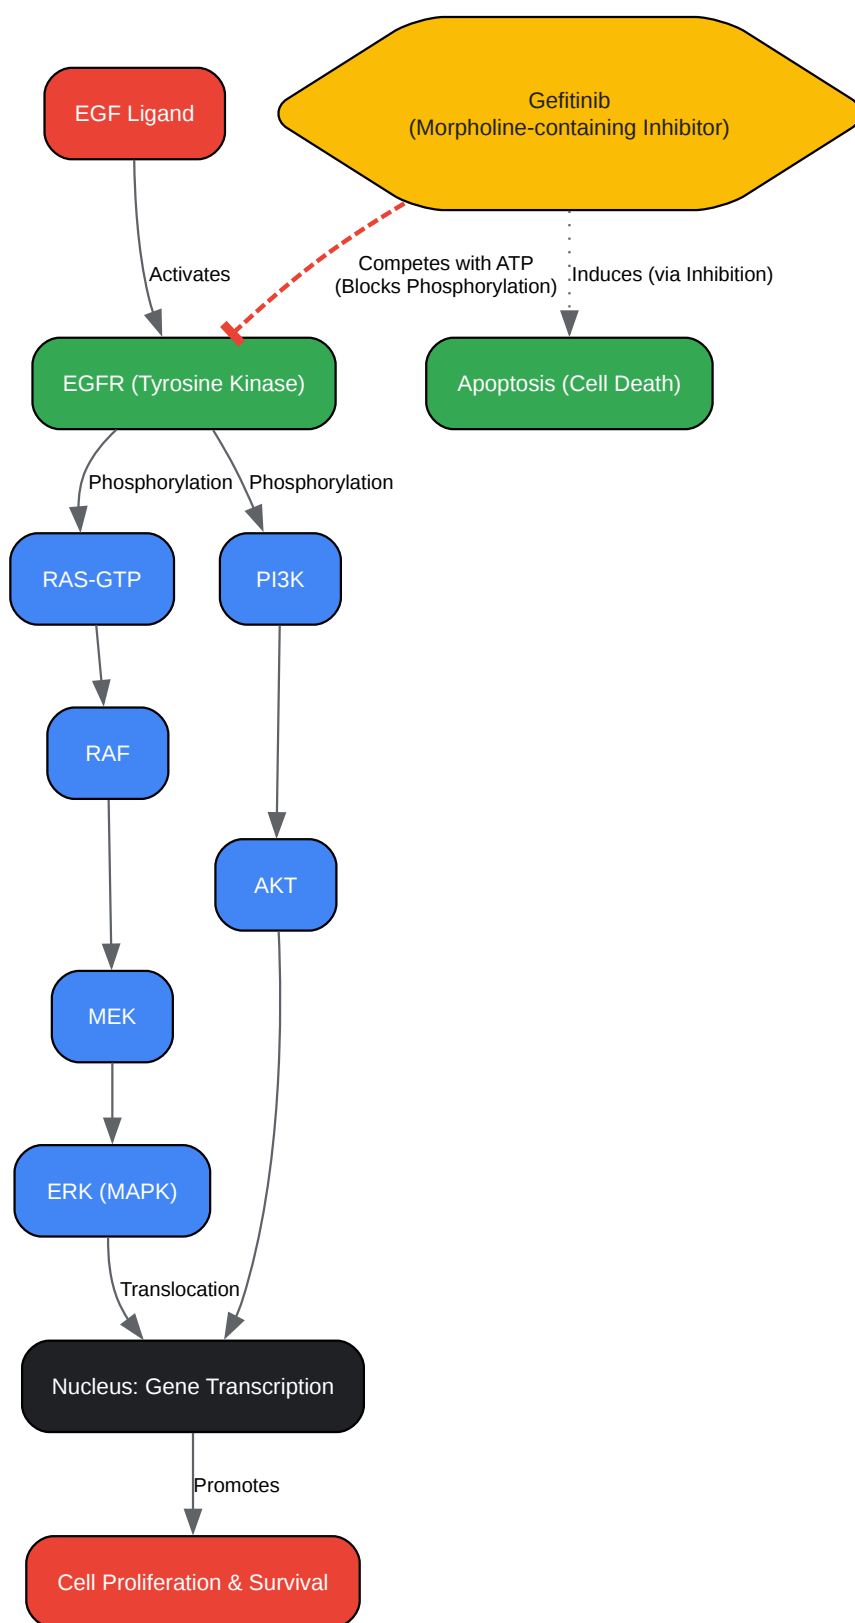 EGF Ligand
Gefitinib
(Morpholine-containing Inhibitor)
Activates
Competes with ATP
(Blocks Phosphorylation)
Induces (via Inhibition)
EGFR (Tyrosine Kinase)
Apoptosis (Cell Death)
Phosphorylation
Phosphorylation
RAS-GTP
PI3K
RAF
AKT
MEK
ERK (MAPK)
Translocation
Nucleus: Gene Transcription
Promotes
Cell Proliferation & Survival